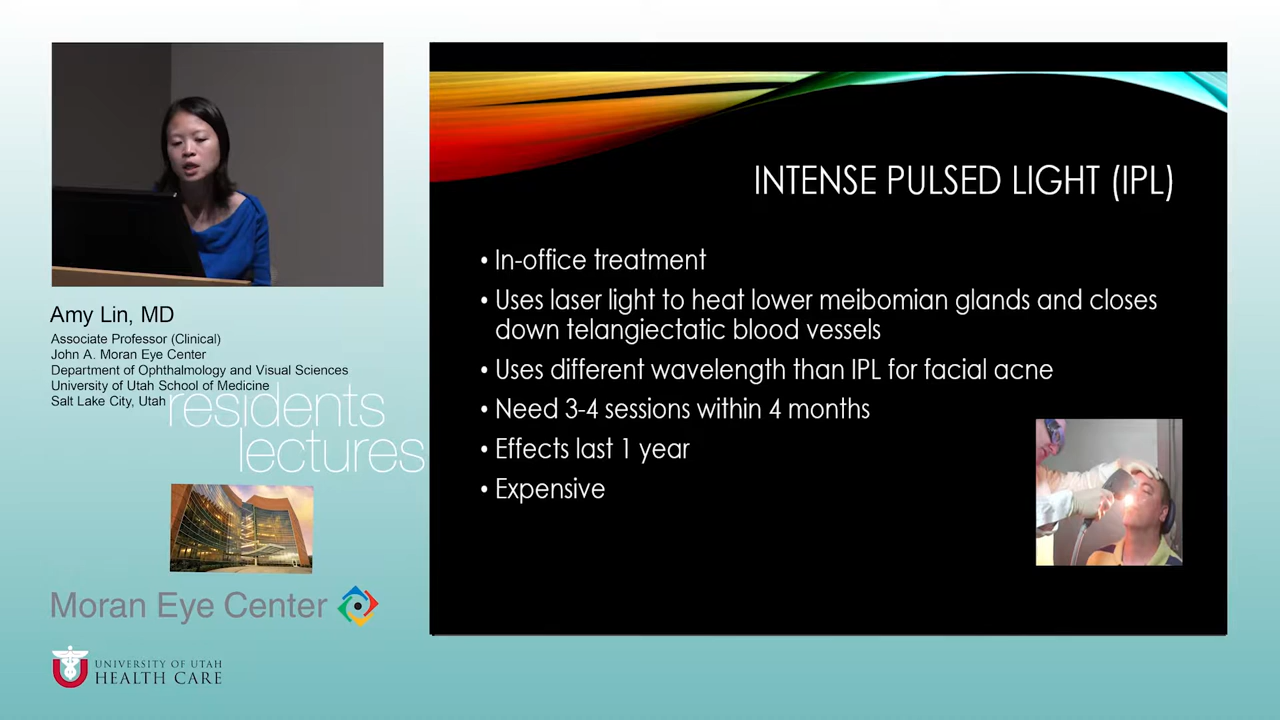 INTENSE PULSED LIGHT (IPL)
• In-office treatment
• Uses laser light to heat lower meibomian glands and closes
down telangiectatic blood vessels
• Uses different wavelength than IPL for facial acne
• Need 3-4 sessions within 4 months
• Effects last 1 year
• Expensive
Amy Lin, MD
Associate Professor (Clinical)
John A. Moran Eye Center
Department of Ophthalmology and Visual Sciences
University of Utah School of Medicine
Salt Lake City, Utah
residents
lectures
Moran Eye Center
UNIVERSITY OF UTAH
HEALTH CARE